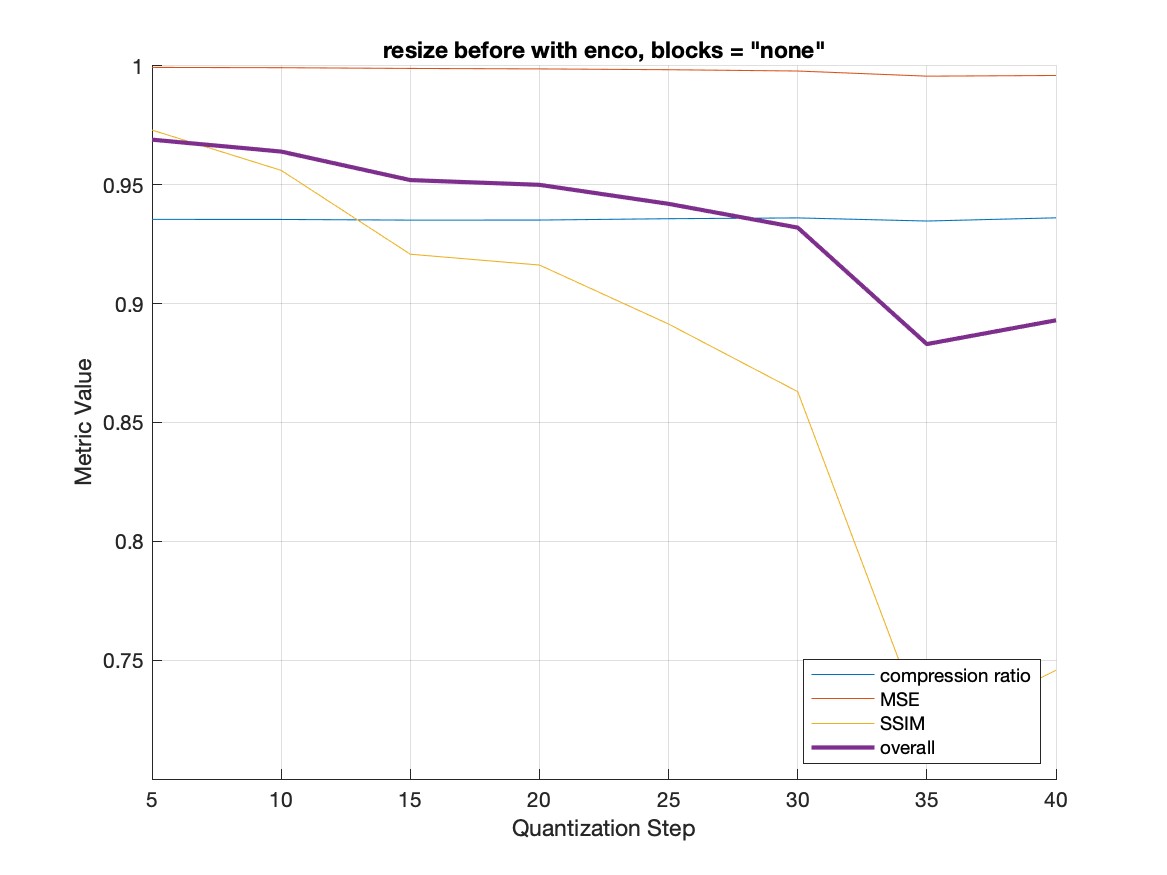 resize before with enco, blocks = "none"
1
0.95
0.9
0.85
0.8
0.75
Metric Value
compression ratio
MSE
SSIM
overall
5 10 15 20 25 30 35 40
Quantization Step